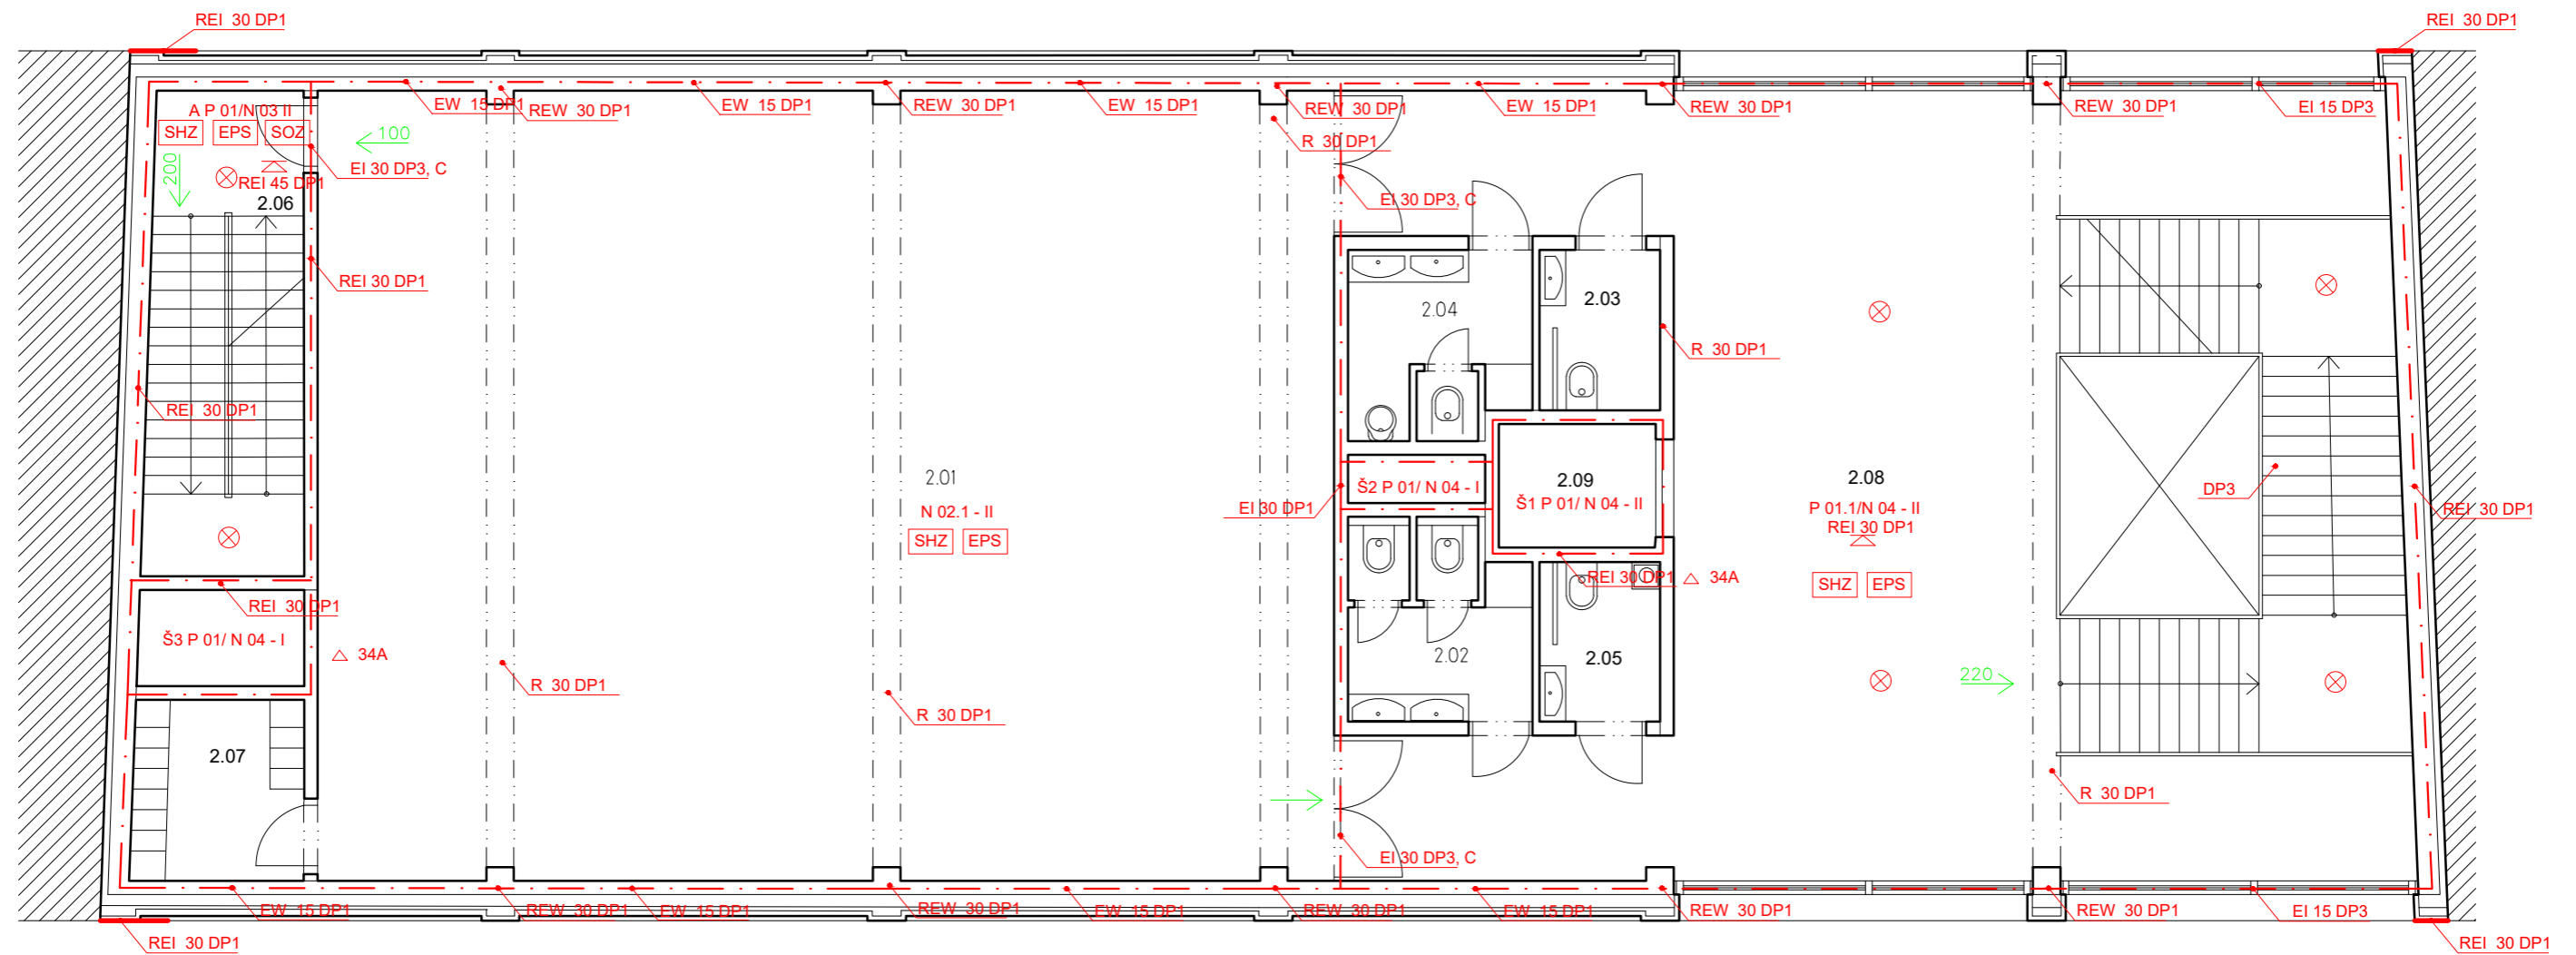 REI 30 DP1
REI 30 DP1
A P 01/N 03 II
SHZ EPS SOZ
EW 15 DP1
REW 30 DP1
EW 15 DP1
REW 30 DP1
EW 15 DP1
REW 30 DP1
EW 15 DP1
REW 30 DP1
REW 30 DP1
EI 15 DP3
100
R 30 DP1
200
EI 30 DP3, C
REI 45 DP1
2.06
EI 30 DP3, C
REI 30 DP1
2.04
2.03
R 30 DP1
REI 30 DP1
2.01
N 02.1 - II
SHZ EPS
Š2 P 01/ N 04 - I
EI 30 DP1
2.09
Š1 P 01/ N 04 - II
2.08
P 01.1/N 04 - II
REI 30 DP1
SHZ EPS
DP3
REI 30 DP1
REI 30 DP1
34A
REI 30 DP1
Š3 P 01/ N 04 - I
34A
2.02
2.05
220
R 30 DP1
R 30 DP1
2.07
R 30 DP1
EI 30 DP3, C
EW 15 DP1
REW 30 DP1
EW 15 DP1
REW 30 DP1
EW 15 DP1
REW 30 DP1
EW 15 DP1
REW 30 DP1
REW 30 DP1
EI 15 DP3
REI 30 DP1
REI 30 DP1